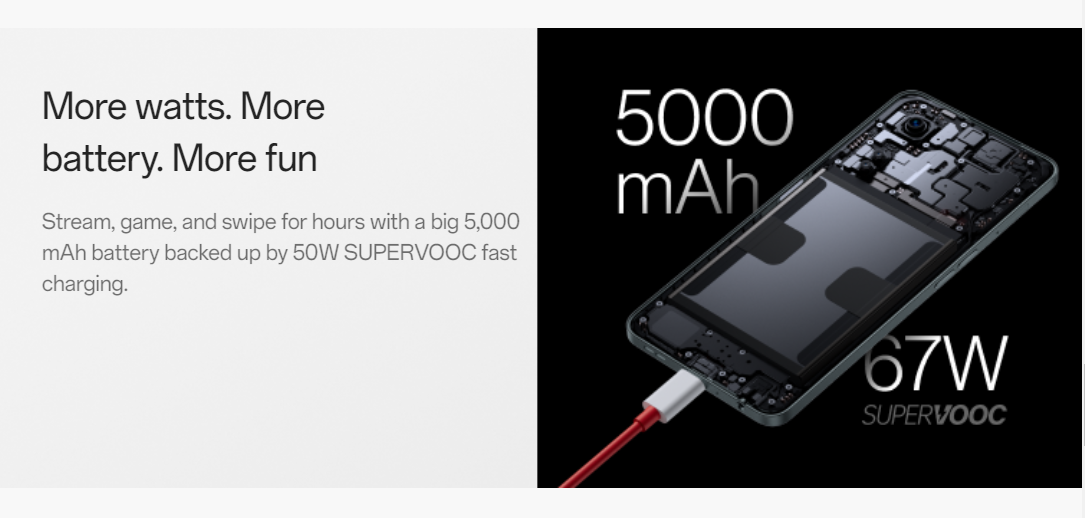 More watts. More
battery. More fun
Stream, game, and swipe for hours with a big 5,000
mAh battery backed up by 50W SUPERVOOC fast
charging.
5000
mAh
67W
SUPERVOOC